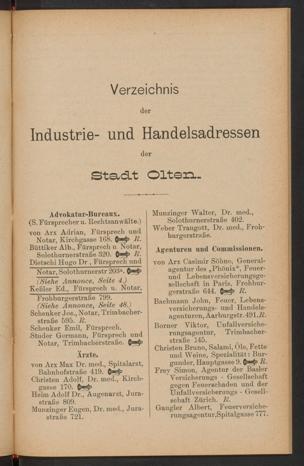 Verzeichnis
der
Industrie- und Handelsadressen
der
Stadt Olten.
Advokatur-Bureaux.
(S. Fürsprecher u. Rechtsanwälte.)
von Arx Adrian, Fürsprech und
Notar, Kirchgasse 168. R.
Büttiker Alb., Fürsprech u. Notar,
Solothurnerstr. 320. R.
Dietschi Hugo Dr., Fürsprech und
Notar, Solothurnerstr. 203a.
(Siehe Annonce, Seite 4.)
Keßler Ed., Fürsprech u. Notar,
Frohburgerstraße 799.
(Siehe Annonce, Seite 48.)
Schenker Jos., Notar, Trimbacher-
straße 595. R.
Schenker Emil, Fürsprech.
Studer Germann, Fürsprech und
Notar, Trimbacherstraße.
Ärzte.
von Arx Max Dr. med., Spitalarzt,
Bahnhofstraße 419.
Christen Adolf, Dr. med., Kirch-
gasse 170.
Heim Adolf Dr., Augenarzt, Jura-
straße 809.
Munzinger Eugen, Dr. med., Jura-
straße 721.
Munzinger Walter, Dr. med.,
Solothurnerstraße 402.
Weber Traugott, Dr. med., Froh-
burgerstraße.
Agenturen und Commissionen.
von Arx Casimir Söhne, General-
agentur des „Phönix“, Feuer-
und Lebensversicherungsge-
sellschaft in Paris, Frohbur-
gerstraße 644. R.
Bachmann John, Feuer, Lebens-
versicherungs- und Handels-
agenturen, Aarburgstr. 491. R.
Borner Viktor, Unfallversiche-
rungsagentur, Trimbacher-
straße 145.
Christen Bruno, Salami, Öle, Fette
und Weine, Spezialität: Bur-
gunder, Hauptgasse 9. R.
Frey Simon, Agentur der Basler
Versicherungs - Gesellschaft
gegen Feuerschaden und der
Unfallversicherungs - Gesell-
schaft Zürich. R.
Gaugler Albert, Feuerversiche-
rungsagentur, Spitalgasse 777.